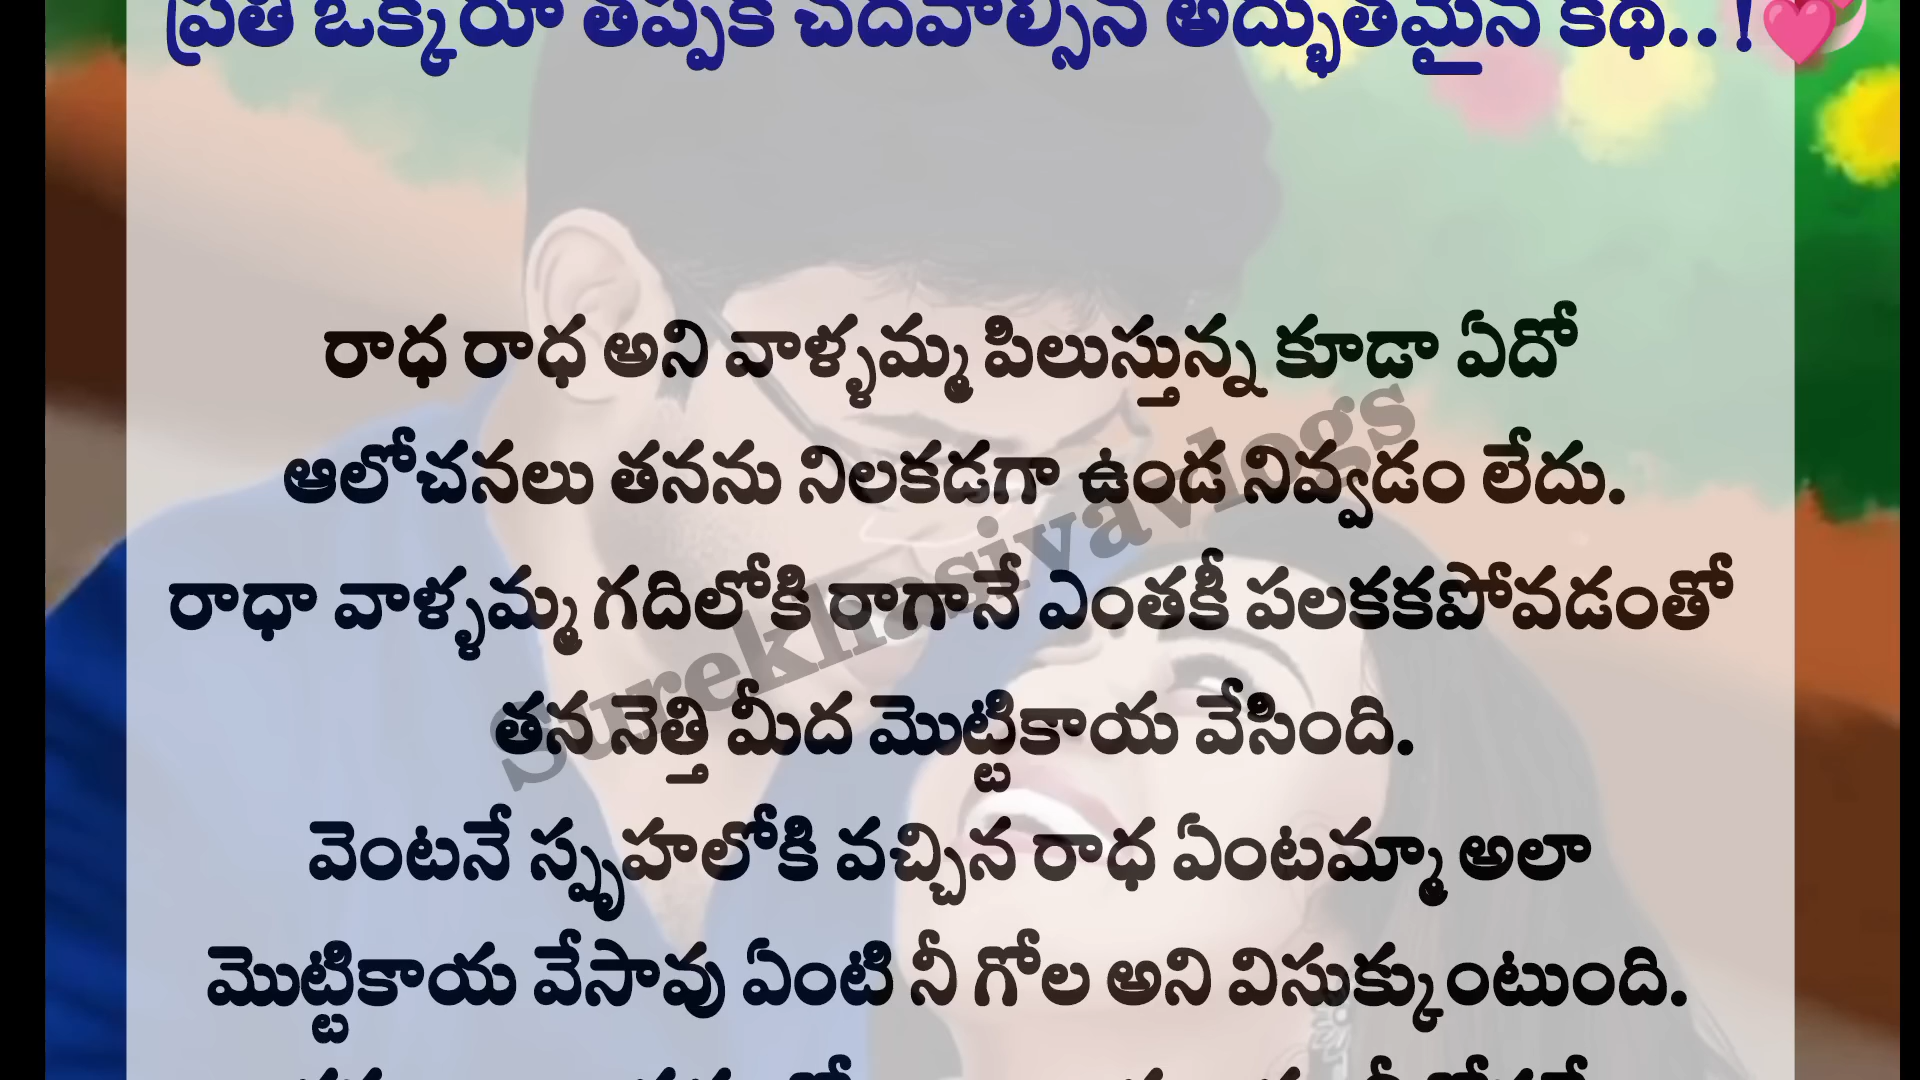 ప్రతి ఒక్కరూ తప్పక చదవాల్సిన అద్భుతమైన కథ..!💕
రాధ రాధ అని వాళ్ళమ్మ పిలుస్తున్న కూడా ఏదో
ఆలోచనలు తనను నిలకడగా ఉండ నివ్వడం లేదు.
రాధా వాళ్ళమ్మ గదిలోకి రాగానే ఎంతకీ పలకకపోవడంతో
తన నెత్తి మీద మొట్టికాయ వేసింది.
వెంటనే స్పృహలోకి వచ్చిన రాధ ఏంటమ్మా అలా
మొట్టికాయ వేసావు ఏంటి నీ గోల అని విసుక్కుంటుంది.
Surekhasivavlogs